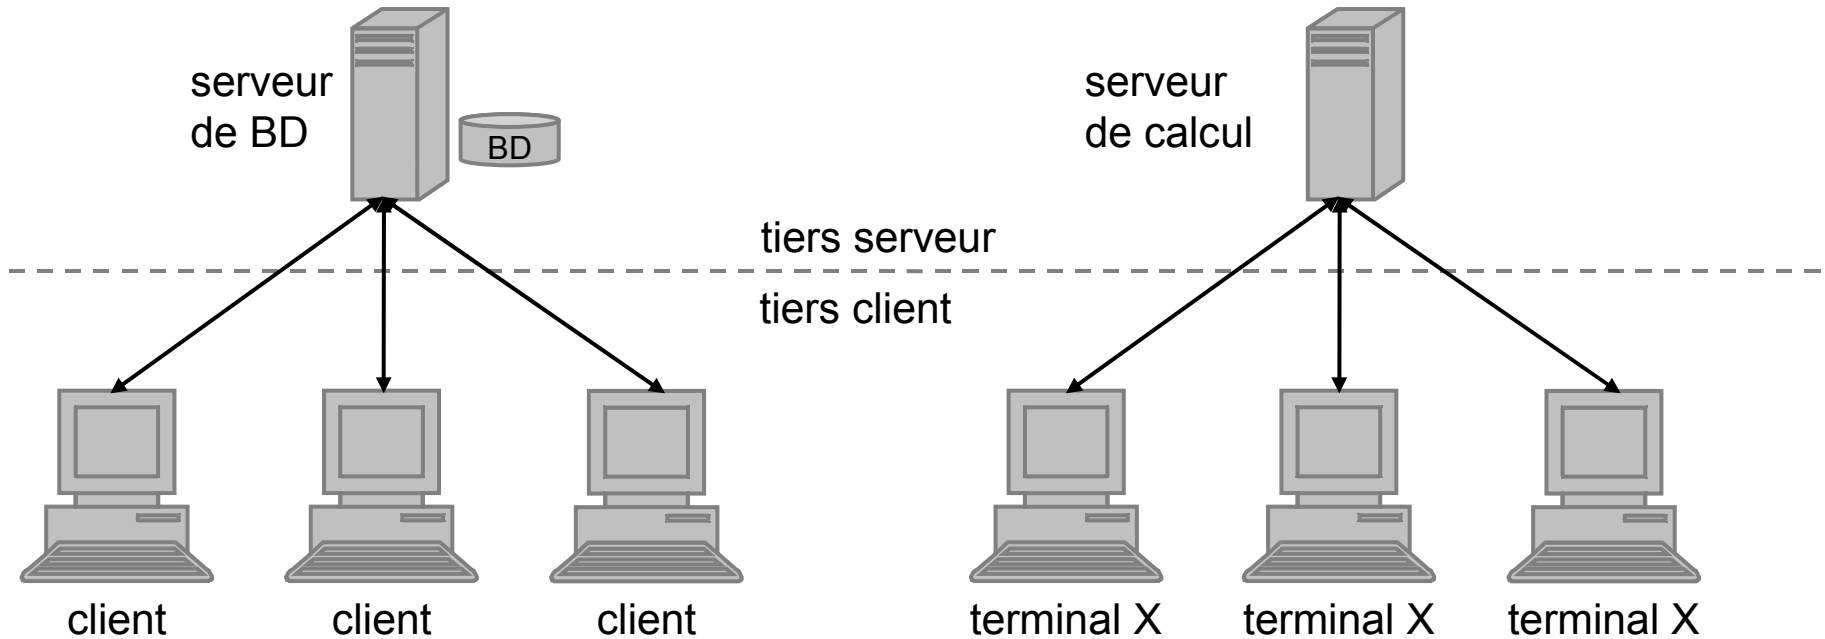 serveur
de BD
BD
serveur
de calcul
tiers serveur
tiers client
client
client
client
terminal X
terminal X
terminal X